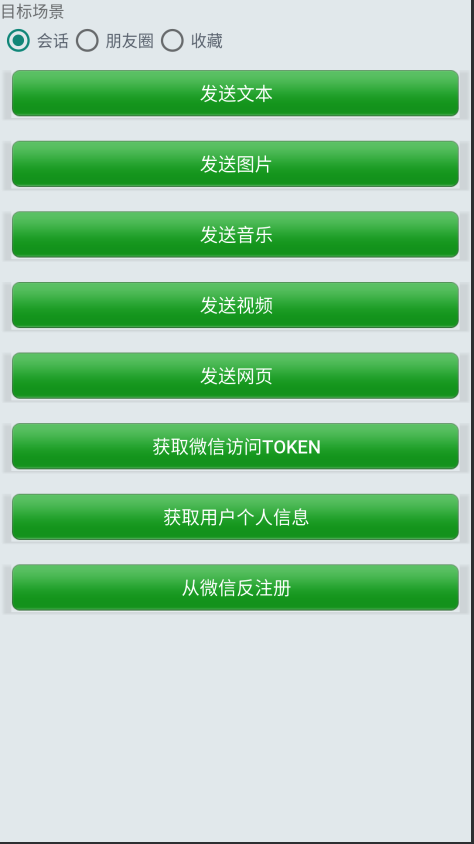 目标场景
会话 朋友圈 收藏
发送文本
发送图片
发送音乐
发送视频
发送网页
获取微信访问TOKEN
获取用户个人信息
从微信反注册